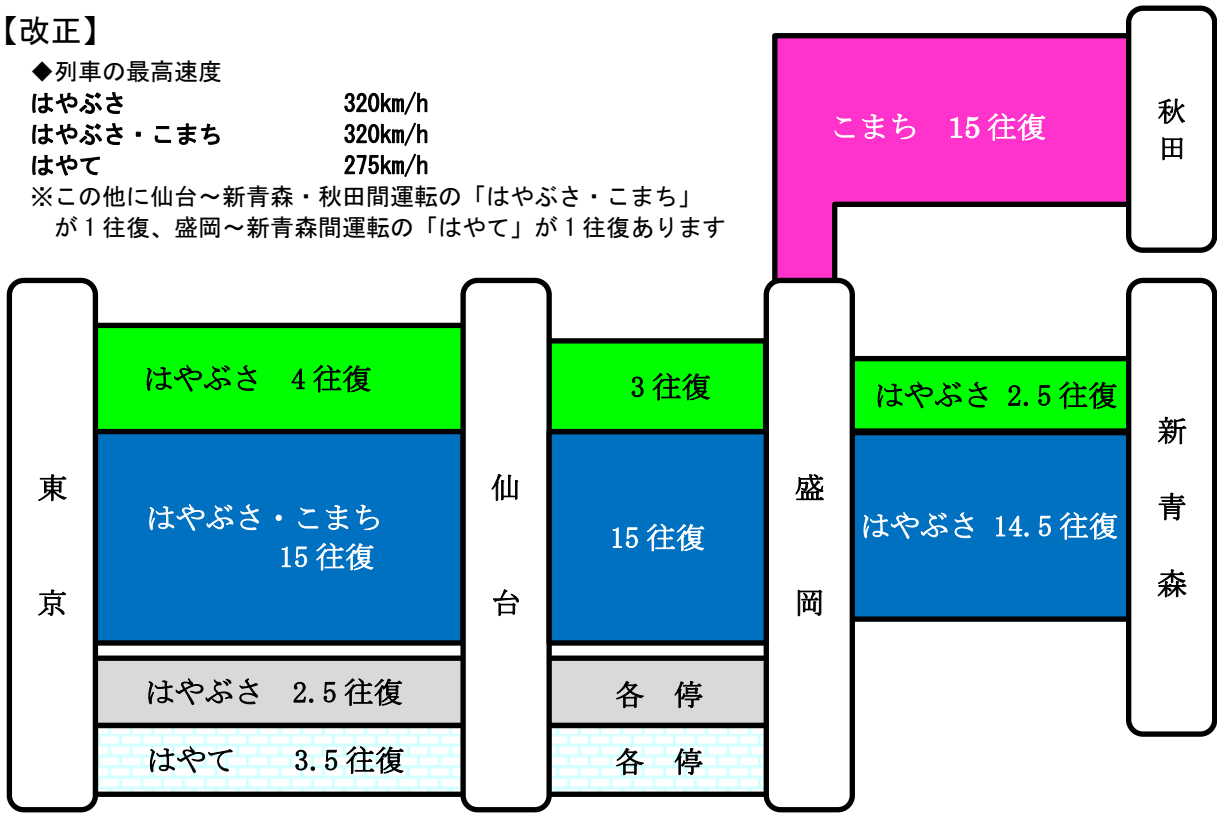 【改正】
◆列車の最高速度
はやぶさ 320km/h
はやぶさ・こまち 320km/h
はやて 275km/h
※この他に仙台～新青森・秋田間運転の「はやぶさ・こまち」
が１往復、盛岡～新青森間運転の「はやて」が１往復あります
こまち 15往復
秋田
東京
はやぶさ 4往復
はやぶさ・こまち
15往復
はやぶさ 2.5往復
はやて 3.5往復
仙台
3往復
15往復
各 停
各 停
盛岡
はやぶさ 2.5往復
はやぶさ 14.5往復
新青森